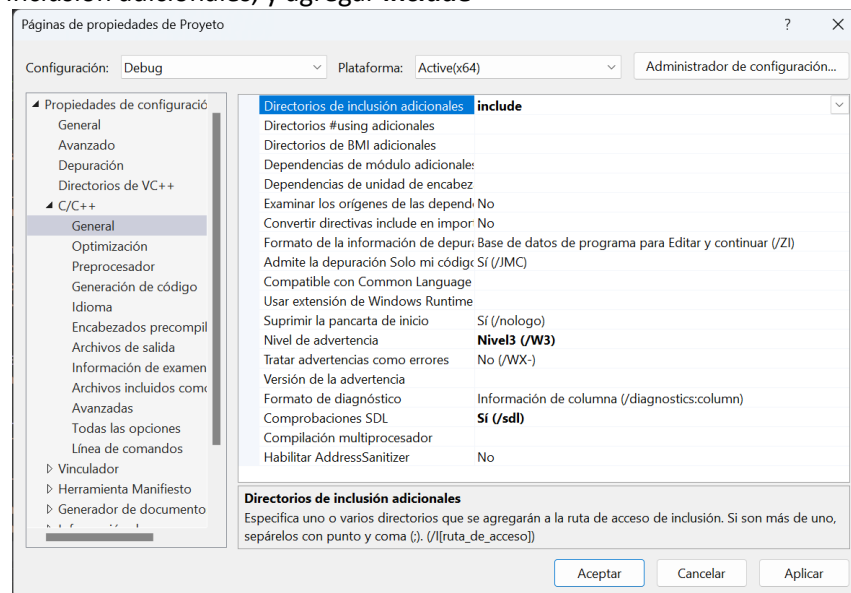 inclusión adicionales, y agregar include
Páginas de propiedades de Proyeto ? X
Configuración: Debug Plataforma: Active(x64) Administrador de configuración...
Propiedades de configuració
General
Avanzado
Depuración
Directorios de VC++
C/C++
General
Optimización
Preprocesador
Generación de código
Idioma
Encabezados precompil
Archivos de salida
Información de examen
Archivos incluidos como
Avanzadas
Todas las opciones
Línea de comandos
Vinculador
Herramienta Manifiesto
Generador de documento
Directorios de inclusión adicionales include
Directorios #using adicionales
Directorios de BMI adicionales
Dependencias de módulo adicionales
Dependencias de unidad de encabez
Examinar los orígenes de las depend No
Convertir directivas include en impor No
Formato de la información de depura Base de datos de programa para Editar y continuar (/ZI)
Admite la depuración Solo mi código Sí (/JMC)
Compatible con Common Language
Usar extensión de Windows Runtime
Suprimir la pancarta de inicio Sí (/nologo)
Nivel de advertencia Nivel3 (/W3)
Tratar advertencias como errores No (/WX-)
Versión de la advertencia
Formato de diagnóstico Información de columna (/diagnostics:column)
Comprobaciones SDL Sí (/sdl)
Compilación multiprocesador
Habilitar AddressSanitizer No
Directorios de inclusión adicionales
Especifica uno o varios directorios que se agregarán a la ruta de acceso de inclusión. Si son más de uno,
sepárelos con punto y coma (;). (/I[ruta_de_acceso])
Aceptar Cancelar Aplicar